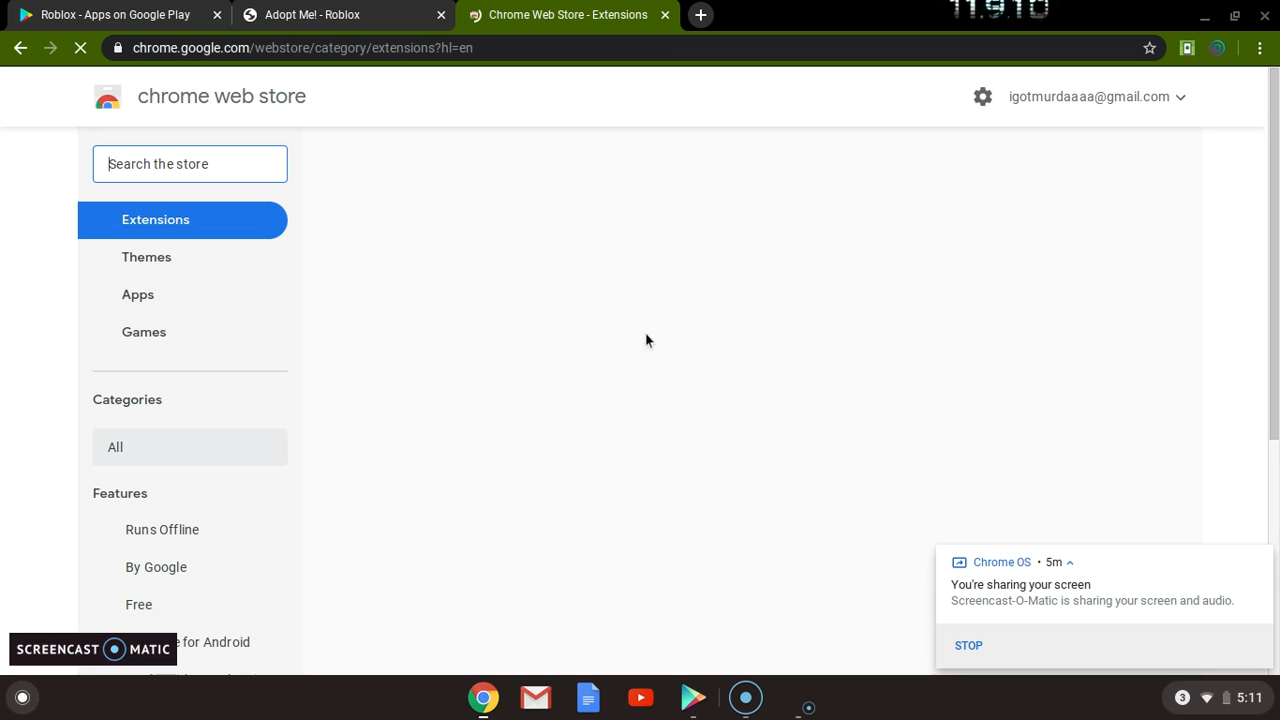 Roblox - Apps on Google Play
Adopt Me! - Roblox
Chrome Web Store - Extensions
chrome.google.com/webstore/category/extensions?hl=en
chrome web store
igotmurdaaaa@gmail.com
Search the store
Extensions
Themes
Apps
Games
Categories
All
Features
Runs Offline
By Google
Free
for Android
Chrome OS • 5m
You're sharing your screen
Screencast-O-Matic is sharing your screen and audio.
STOP
SCREENCAST MATIC
3
5:11